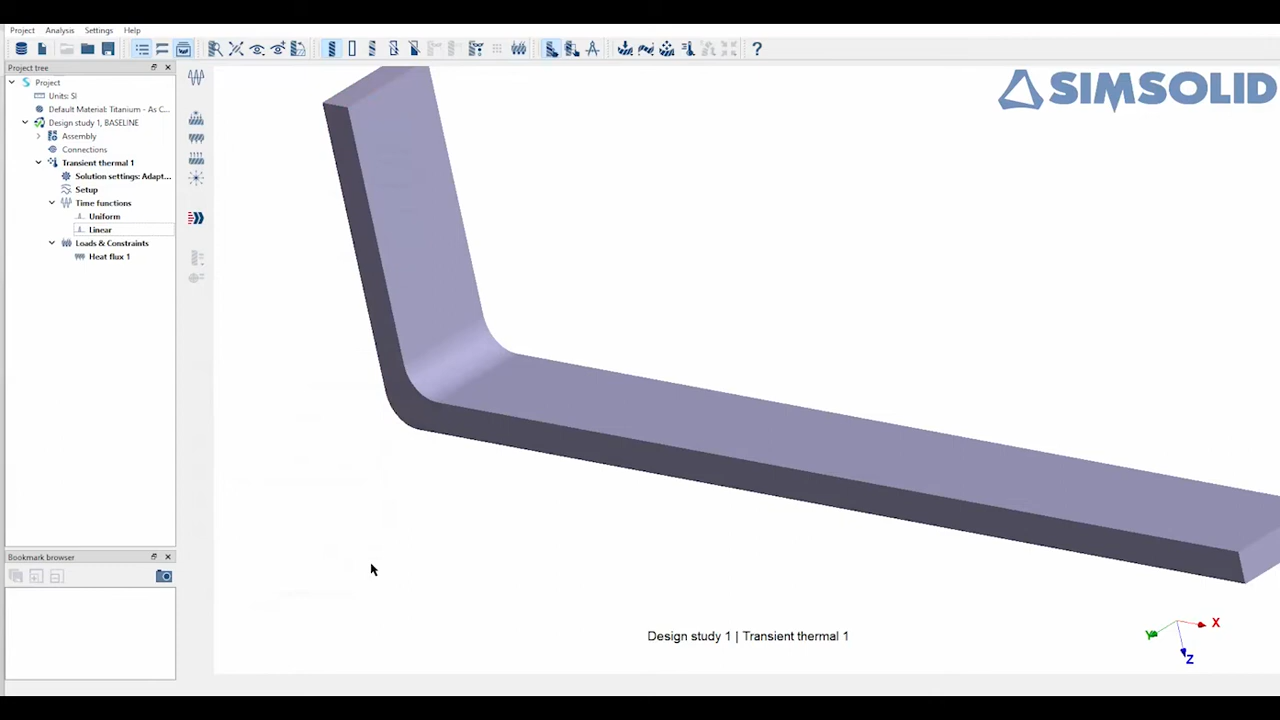 Project Analysis Settings Help
Project tree
Project
Units: SI
Default Material: Titanium - As C...
Design study 1, BASELINE
Assembly
Connections
Transient thermal 1
Solution settings: Adapt...
Setup
Time functions
Uniform
Linear
Loads & Constraints
Heat flux 1
Bookmark browser
SIMSOLID
Design study 1 | Transient thermal 1
X
Y
Z